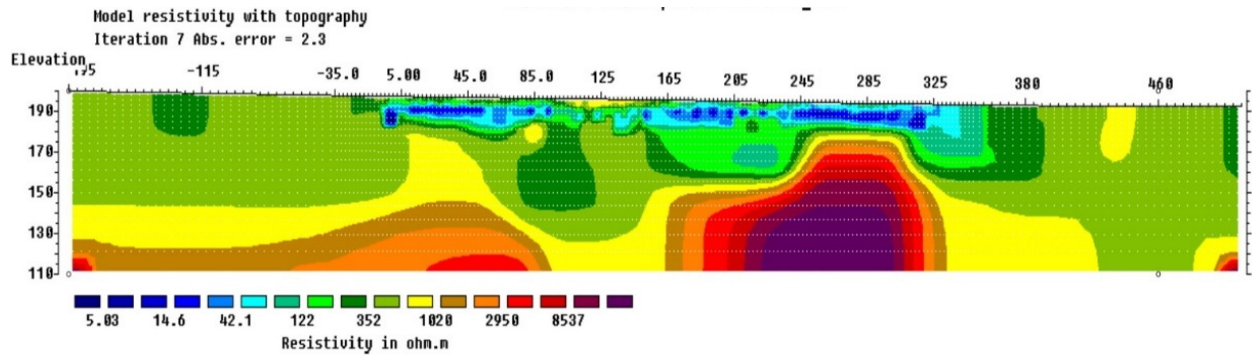 Model resistivity with topography
Iteration 7 Abs. error = 2.3
Elevation
-115 -35.0 5.00 45.0 85.0 125 165 205 245 285 325 380 460
190
170
150
130
110
5.03 14.6 42.1 122 352 1020 2950 8537
Resistivity in ohm.m